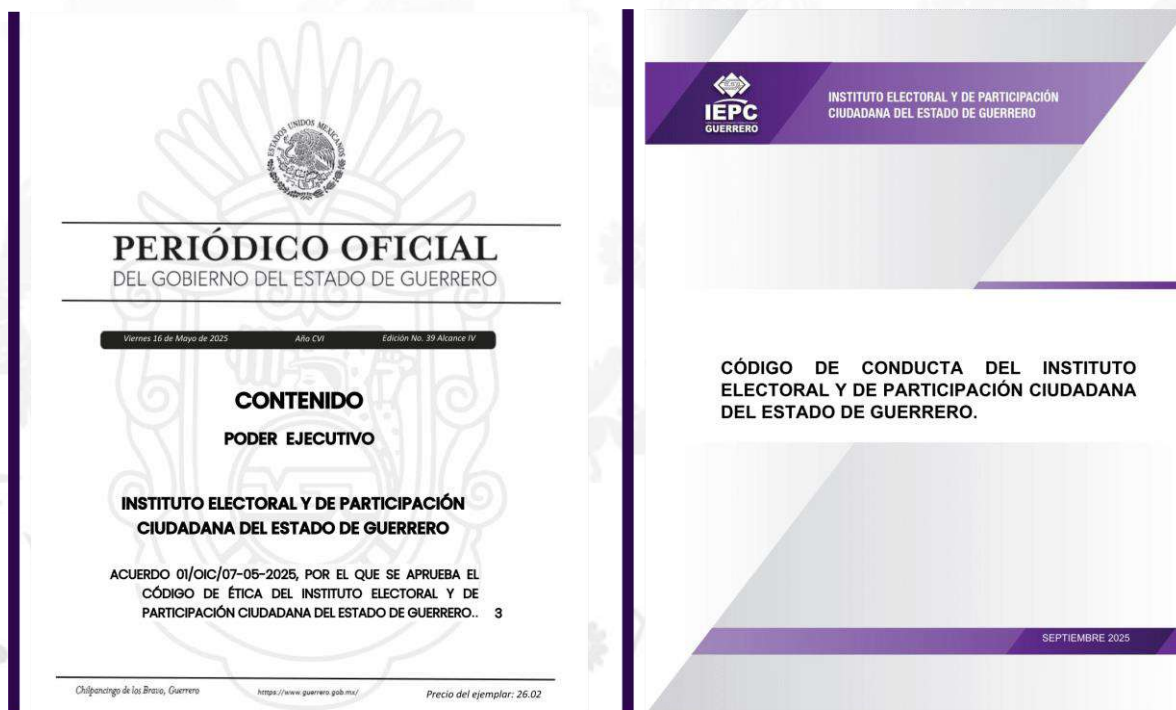 ESTADOS UNIDOS MEXICANOS
PERIÓDICO OFICIAL
DEL GOBIERNO DEL ESTADO DE GUERRERO
Viernes 16 de Mayo de 2025 Año CVI Edición No. 39 Alcance IV
CONTENIDO
PODER EJECUTIVO
INSTITUTO ELECTORAL Y DE PARTICIPACIÓN
CIUDADANA DEL ESTADO DE GUERRERO
ACUERDO 01/OIC/07-05-2025, POR EL QUE SE APRUEBA EL
CÓDIGO DE ÉTICA DEL INSTITUTO ELECTORAL Y DE
PARTICIPACIÓN CIUDADANA DEL ESTADO DE GUERRERO.. 3
Chilpancingo de los Bravo, Guerrero https://www.guerrero.gob.mx/ Precio del ejemplar: 26.02
IEPC
GUERRERO
INSTITUTO ELECTORAL Y DE PARTICIPACIÓN
CIUDADANA DEL ESTADO DE GUERRERO
CÓDIGO DE CONDUCTA DEL INSTITUTO
ELECTORAL Y DE PARTICIPACIÓN CIUDADANA
DEL ESTADO DE GUERRERO.
SEPTIEMBRE 2025